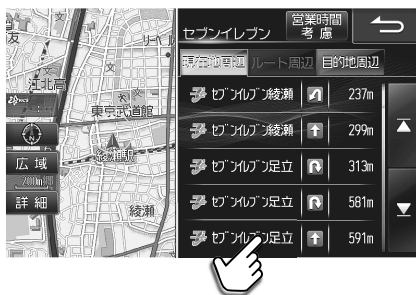 セブンイレブン
営業時間
考慮
現在地周辺 ルート周辺 目的地周辺
ｾﾌﾞﾝｲﾚﾌﾞﾝ綾瀬 237m
ｾﾌﾞﾝｲﾚﾌﾞﾝ綾瀬 299m
ｾﾌﾞﾝｲﾚﾌﾞﾝ足立 313m
ｾﾌﾞﾝｲﾚﾌﾞﾝ足立 581m
ｾﾌﾞﾝｲﾚﾌﾞﾝ足立 591m
江北高
東京武道館
綾瀬駅
広域
200m
詳細
綾瀬